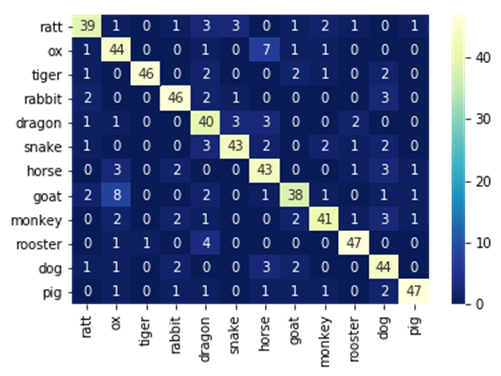 ratt 39 1 0 1 3 3 0 1 2 1 0 1
ox 1 44 0 0 1 0 7 1 1 0 0 0
tiger 1 0 46 0 2 0 0 2 1 0 2 0
rabbit 2 0 0 46 2 1 0 0 0 0 3 0
dragon 1 1 0 0 40 3 3 0 0 2 0 0
snake 1 0 0 0 3 43 2 0 2 1 2 0
horse 0 3 0 2 0 0 43 0 0 1 3 1
goat 2 8 0 0 2 0 1 38 1 0 1 1
monkey 0 2 0 2 1 0 0 2 41 1 3 1
rooster 0 1 1 0 4 0 0 0 0 47 0 0
dog 1 1 0 2 0 0 3 2 0 0 44 0
pig 0 1 0 1 1 0 1 1 1 0 2 47
ratt ox tiger rabbit dragon snake horse goat monkey rooster dog pig
40
30
20
10
0